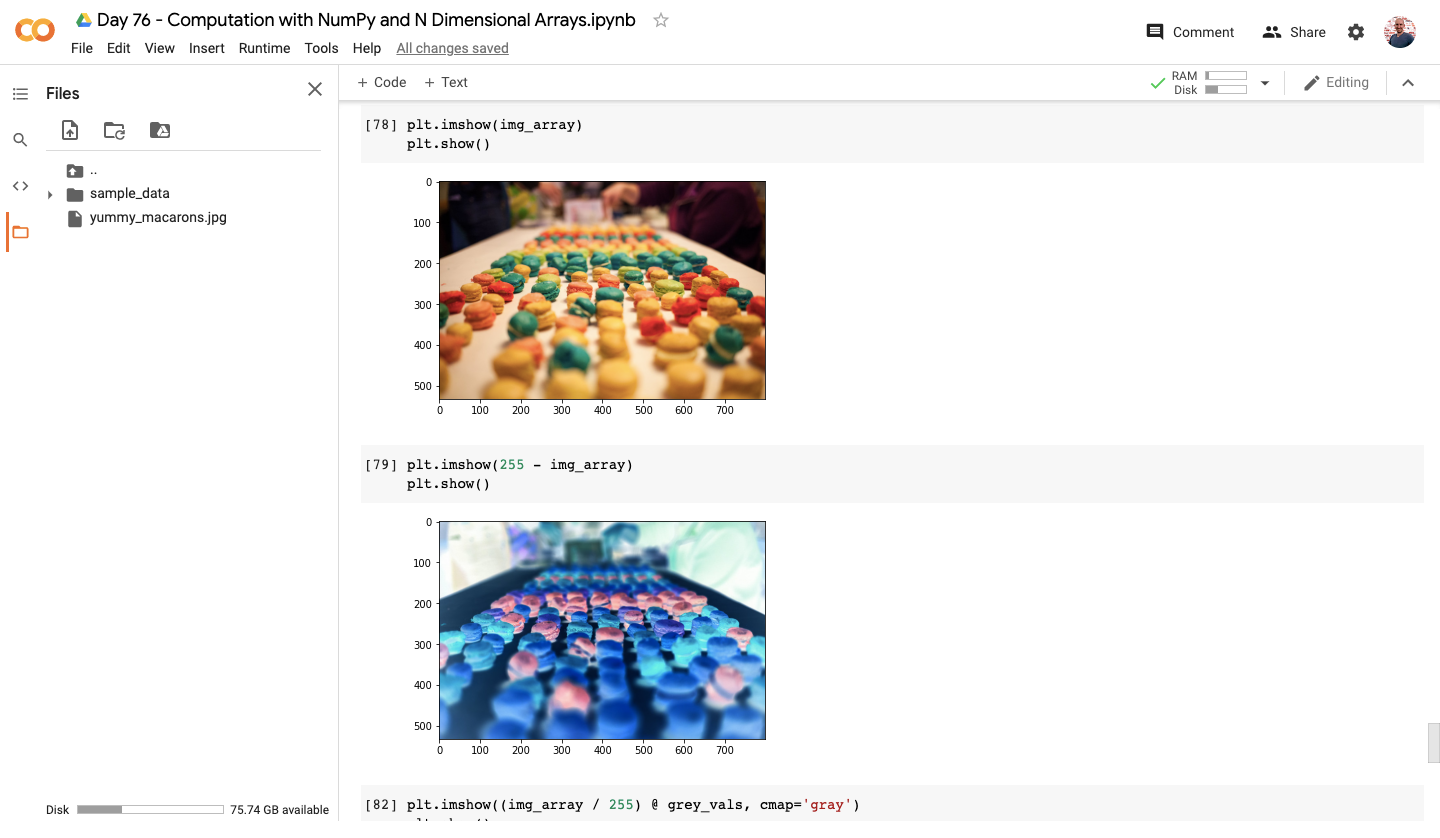 Day 76 - Computation with NumPy and N Dimensional Arrays.ipynb
File Edit View Insert Runtime Tools Help All changes saved
Comment Share
Files
+ Code + Text
RAM
Disk
Editing
..
sample_data
yummy_macarons.jpg
[78] plt.imshow(img_array)
plt.show()
0
100
200
300
400
500
0 100 200 300 400 500 600 700
[79] plt.imshow(255 - img_array)
plt.show()
0
100
200
300
400
500
0 100 200 300 400 500 600 700
[82] plt.imshow((img_array / 255) @ grey_vals, cmap='gray')
Disk 75.74 GB available